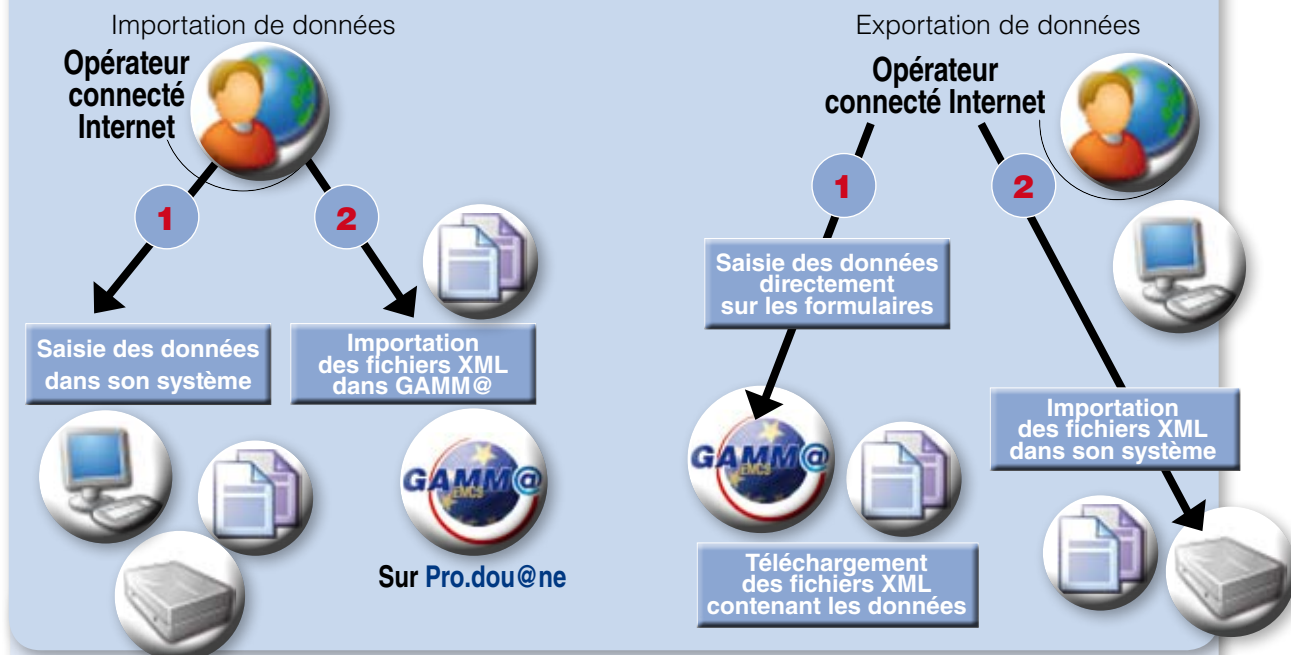 Importation de données
Opérateur
connecté
Internet
1
2
Saisie des données
dans son système
Importation
des fichiers XML
dans GAMM@
GAMM@
EMCS
Sur Pro.dou@ne
Exportation de données
Opérateur
connecté Internet
1
2
Saisie des données
directement
sur les formulaires
GAMM@
EMCS
Téléchargement
des fichiers XML
contenant les données
Importation
des fichiers XML
dans son système